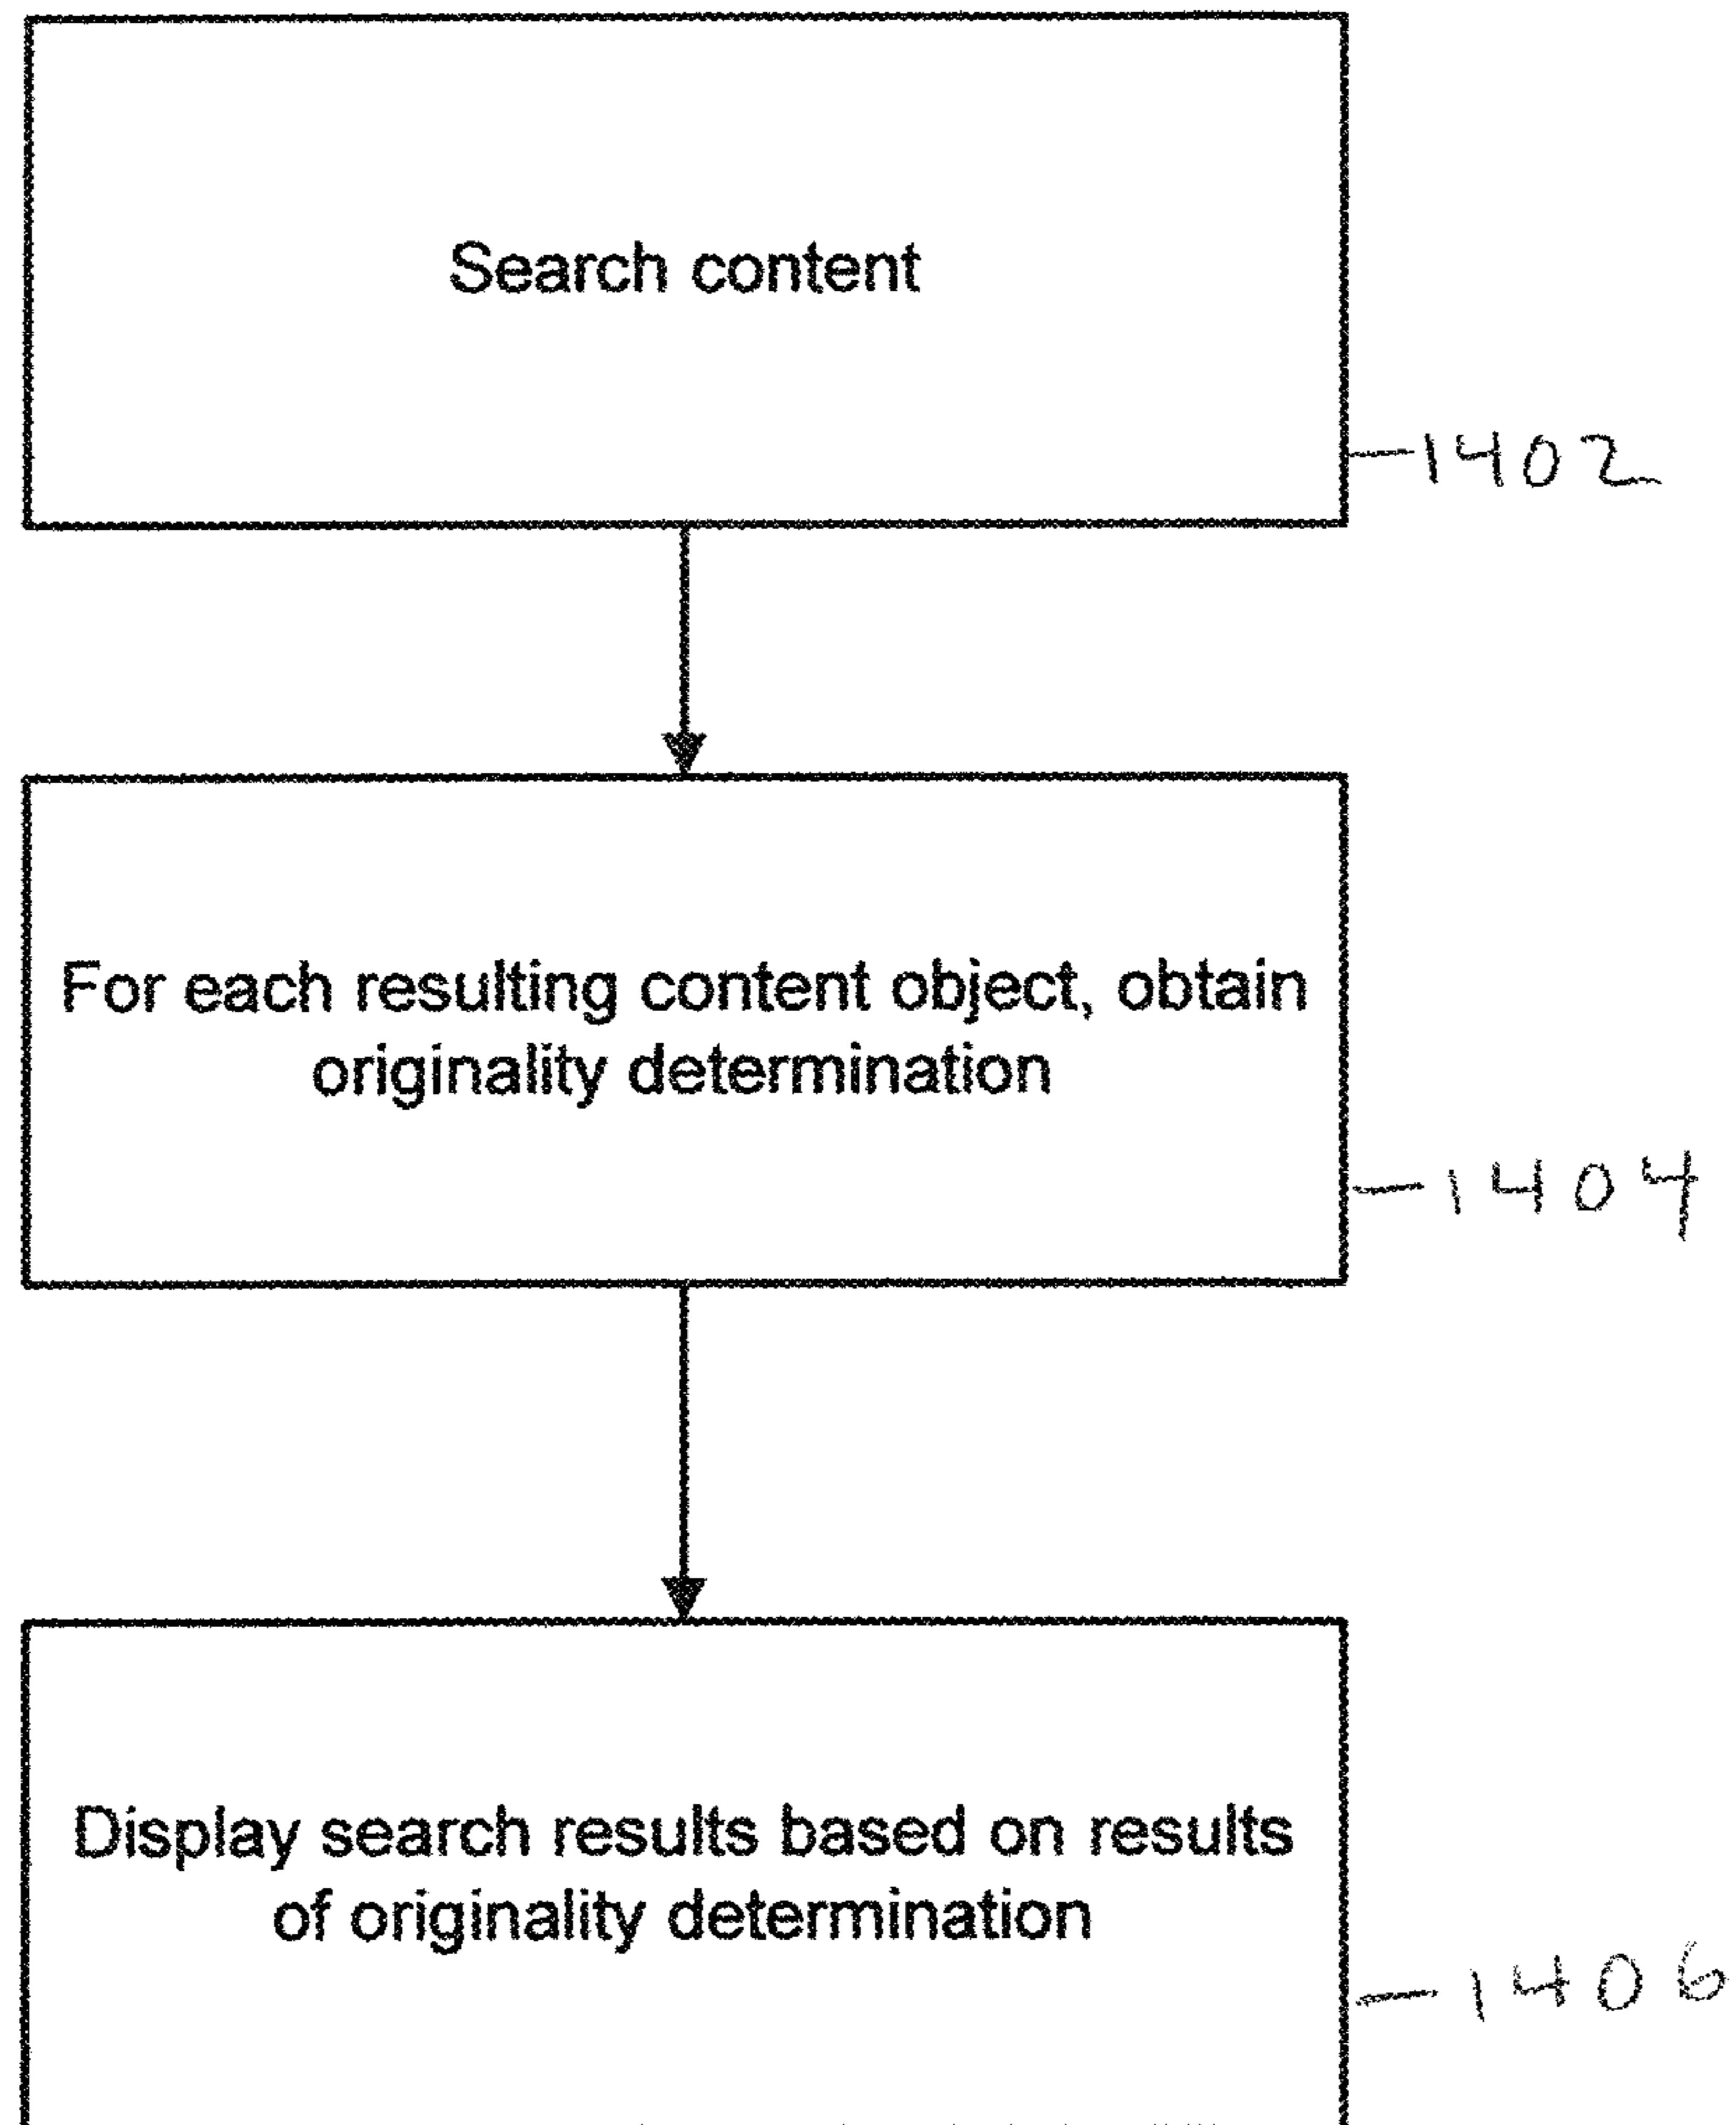 Search content
1402
For each resulting content object, obtain
originality determination
1404
Display search results based on results
of originality determination
1406